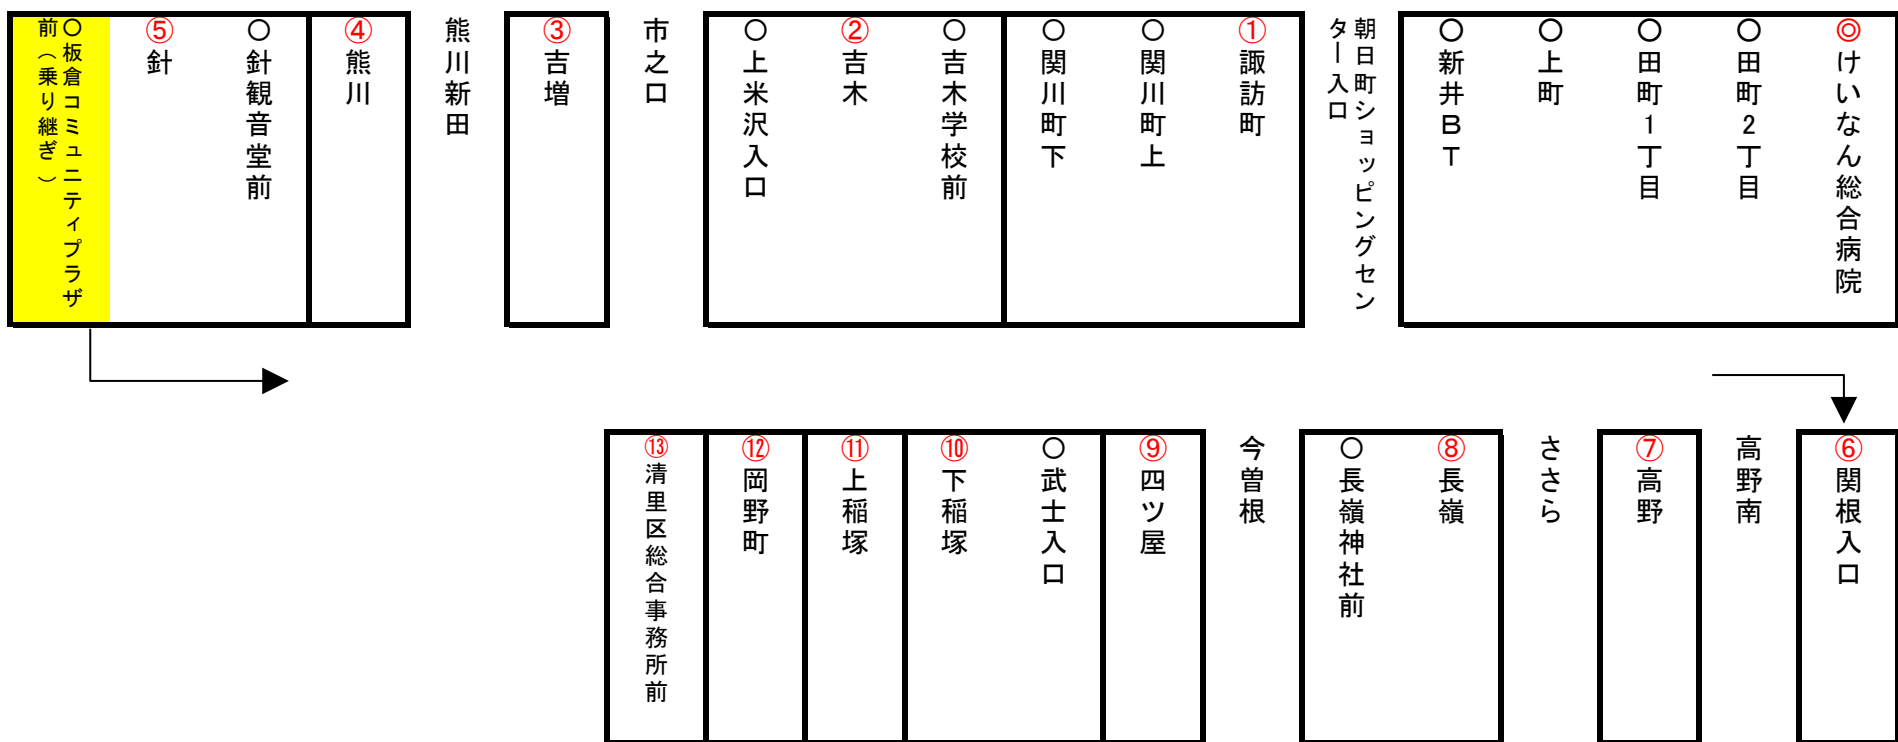 ◎けいなん総合病院
○田町2丁目
○田町1丁目
○上町
○新井BT
朝日町ショッピングセン
ター入口
①諏訪町
○関川町上
○関川町下
○吉木学校前
②吉木
○上米沢入口
市之口
③吉増
熊川新田
④熊川
○針観音堂前
⑤針
○板倉コミュニティプラザ
前(乗り継ぎ)
⑥関根入口
高野南
⑦高野
ささら
⑧長嶺
○長嶺神社前
今曽根
⑨四ツ屋
○武士入口
⑩下稲塚
⑪上稲塚
⑫岡野町
⑬清里区総合事務所前